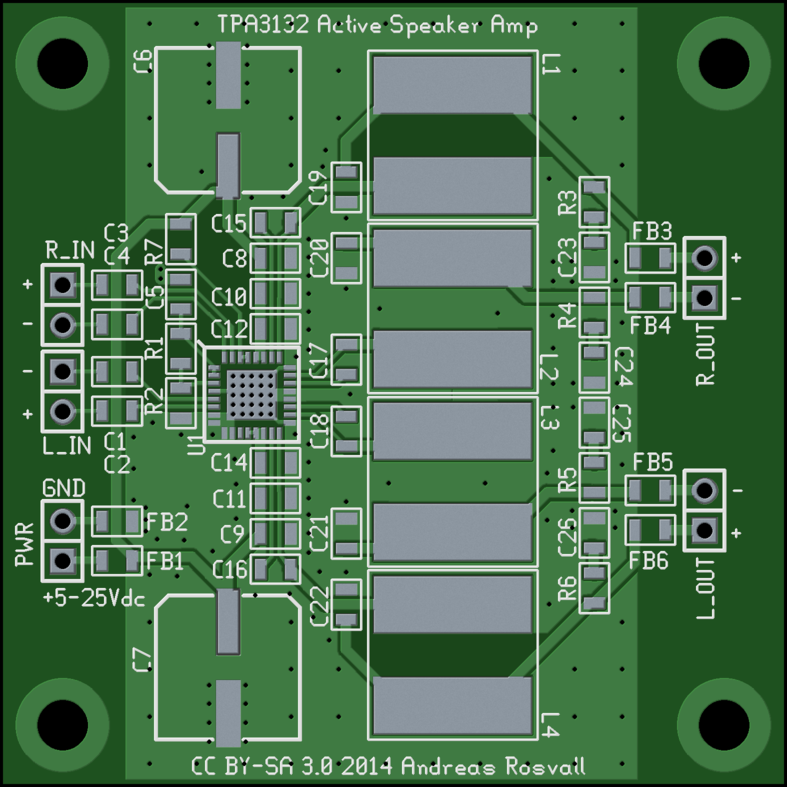 TPA3132 Active Speaker Amp
C6
L1
C19
R3
C15
C3
C4
R_IN
R7
C8
C20
C23
FB3
+
+
C5
C10
-
-
R4
FB4
C12
R1
C17
R_OUT
L2
C24
-
R2
L3
C25
+
U1
C18
L_IN
C1
C2
C14
R5
FB5
-
GND
C11
FB2
PWR
C9
C21
C26
+
FB1
C16
FB6
+5-25Vdc
C22
R6
L_OUT
C7
L4
CC BY-SA 3.0 2014 Andreas Rosvall